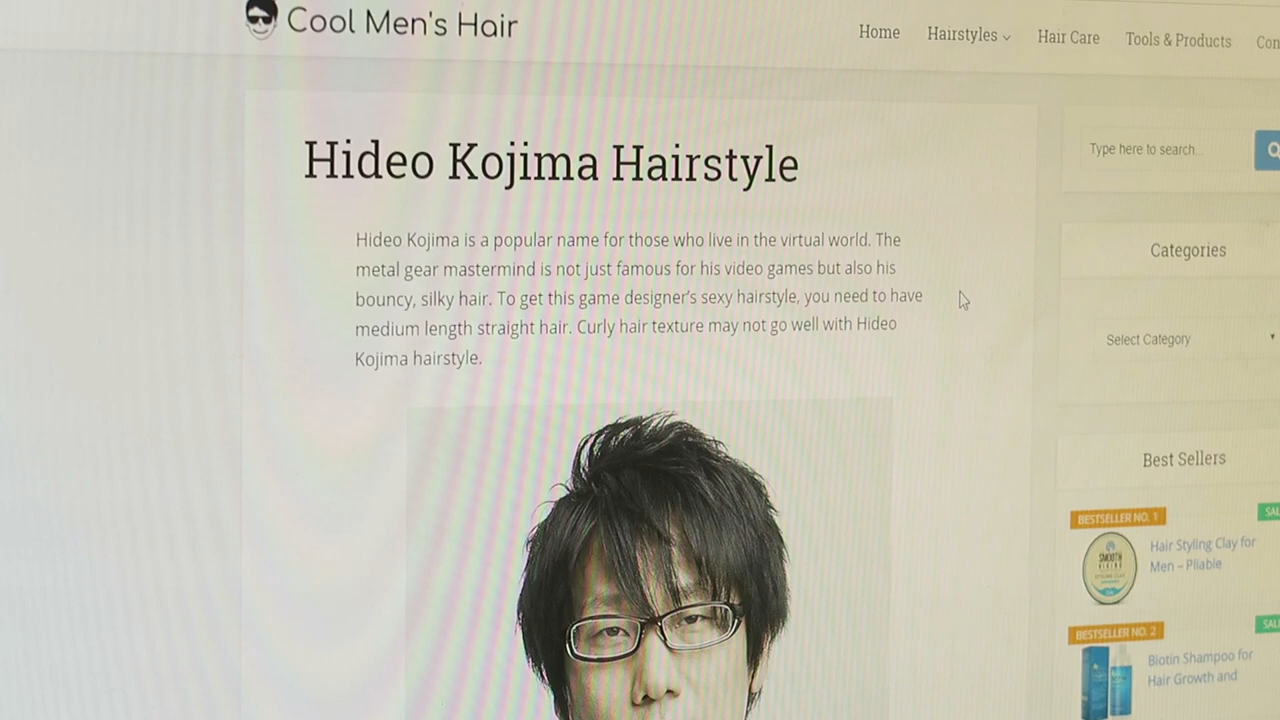 Cool Men's Hair
Home
Hairstyles
Hair Care
Tools & Products
Hideo Kojima Hairstyle
Type here to search...
Hideo Kojima is a popular name for those who live in the virtual world. The
metal gear mastermind is not just famous for his video games but also his
bouncy, silky hair. To get this game designer's sexy hairstyle, you need to have
medium length straight hair. Curly hair texture may not go well with Hideo
Kojima hairstyle.
Categories
Select Category
Best Sellers
BESTSELLER NO. 1
Hair Styling Clay for
Men – Pliable
SMOOTH
VIKING
STYLING CLAY
BESTSELLER NO. 2
Biotin Shampoo for
Hair Growth and